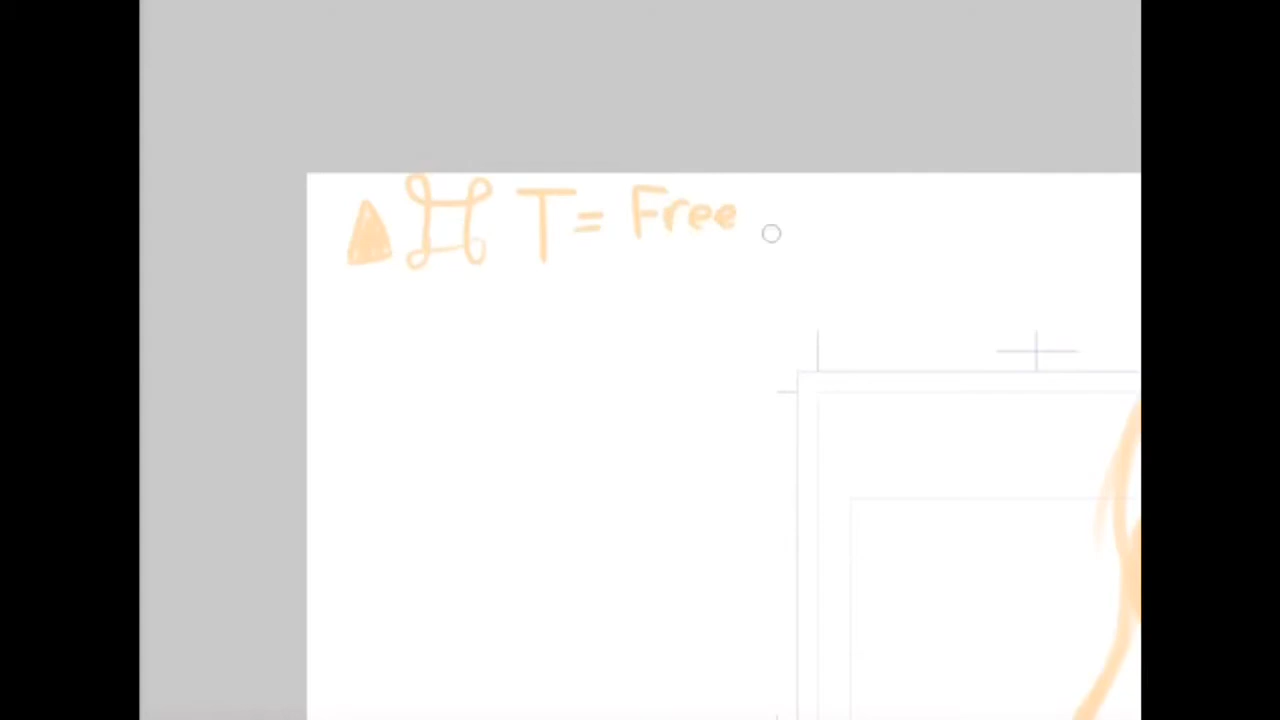 ▲ ⌘ T = Free